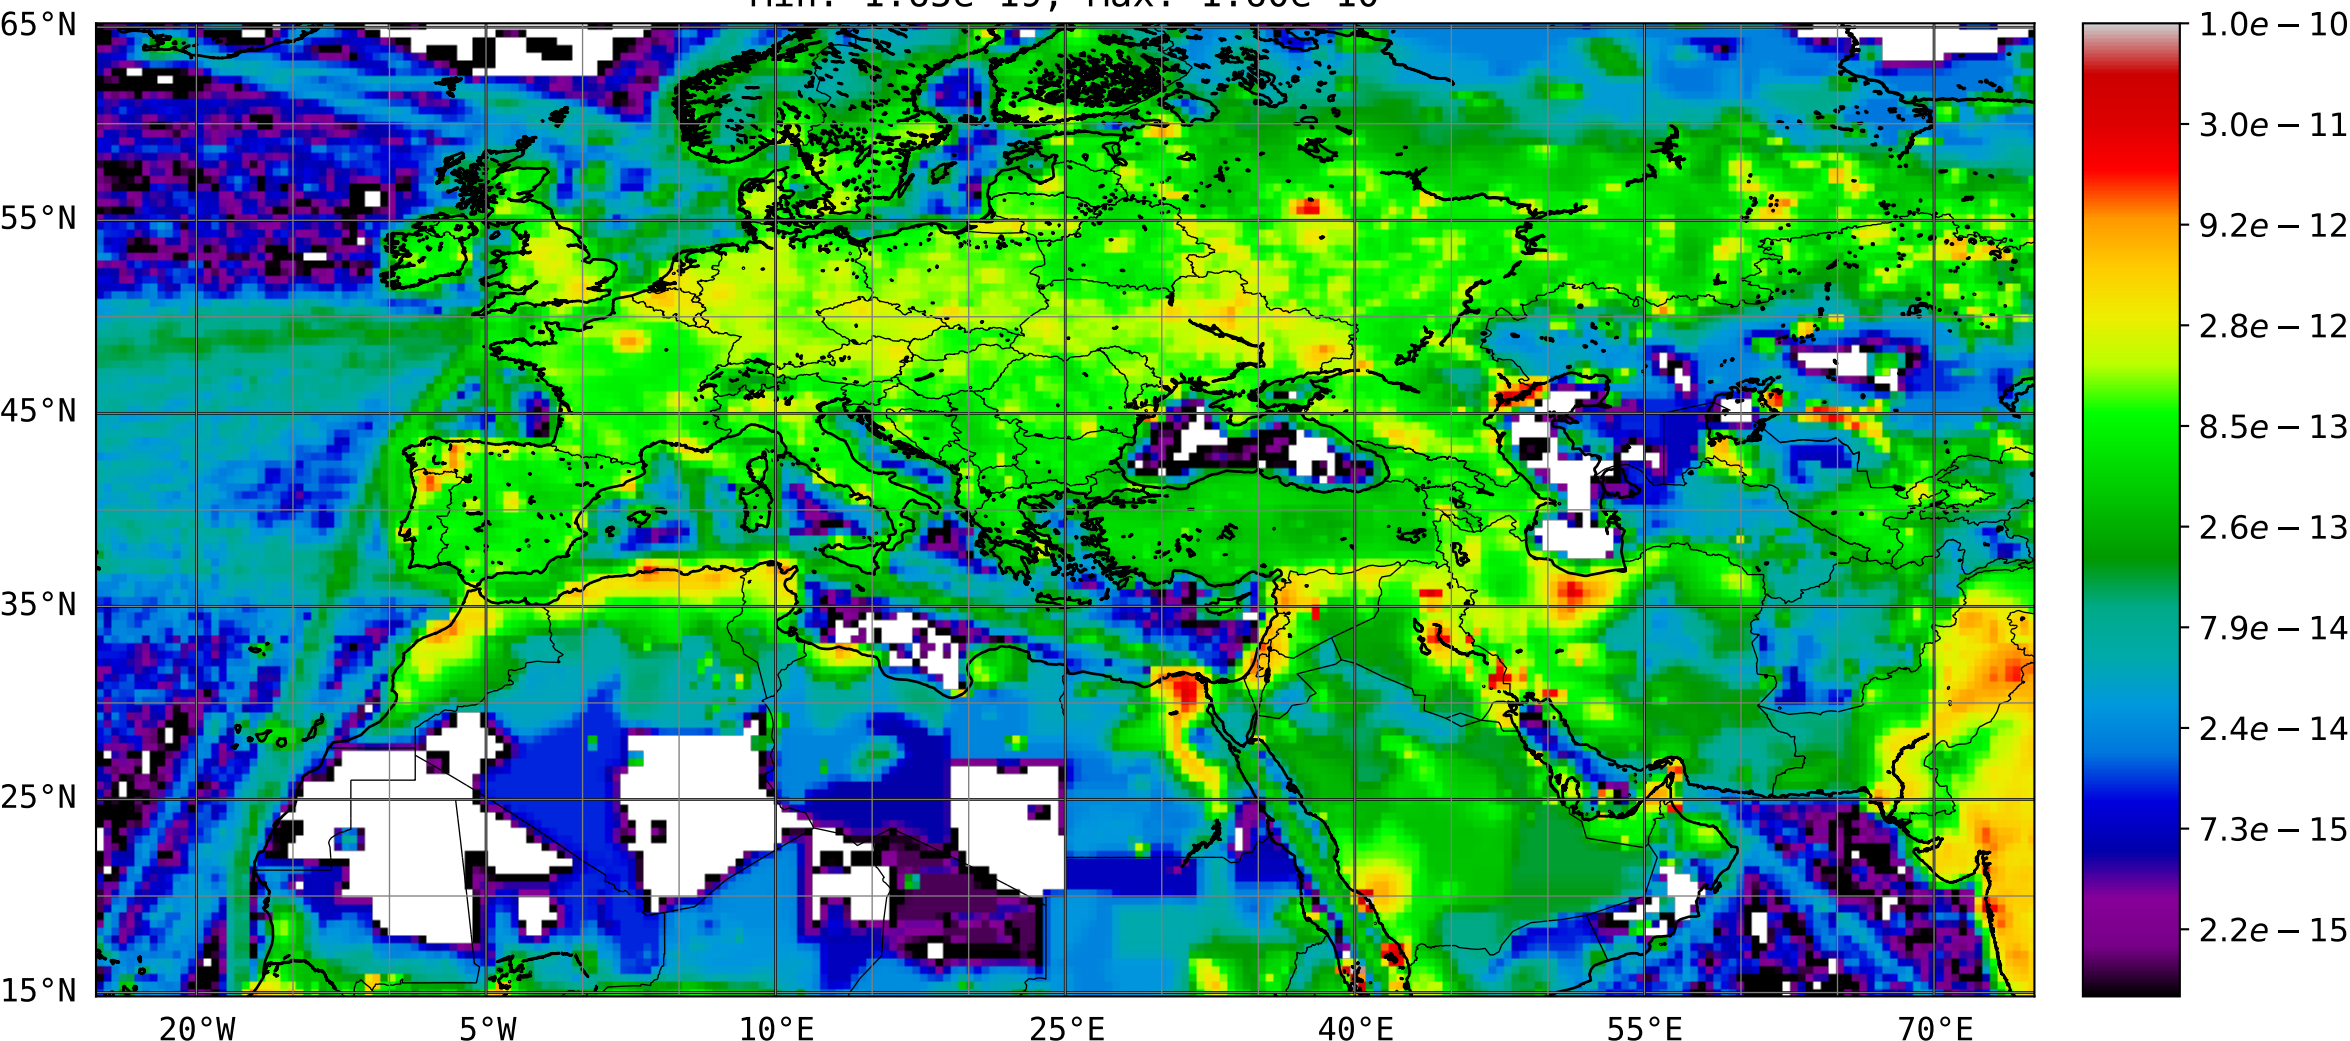 65°N
55°N
45°N
35°N
25°N
15°N
20°W 5°W 10°E 25°E 40°E 55°E 70°E
1.0e − 10
3.0e − 11
9.2e − 12
2.8e − 12
8.5e − 13
2.6e − 13
7.9e − 14
2.4e − 14
7.3e − 15
2.2e − 15